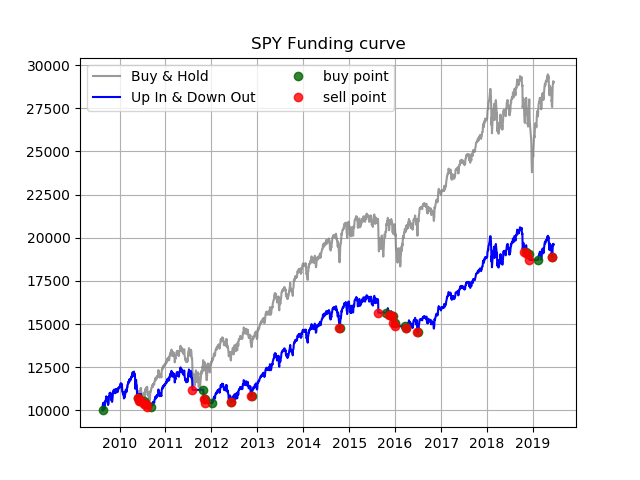 SPY Funding curve
Buy & Hold
Up In & Down Out
buy point
sell point
30000
27500
25000
22500
20000
17500
15000
12500
10000
2010 2011 2012 2013 2014 2015 2016 2017 2018 2019